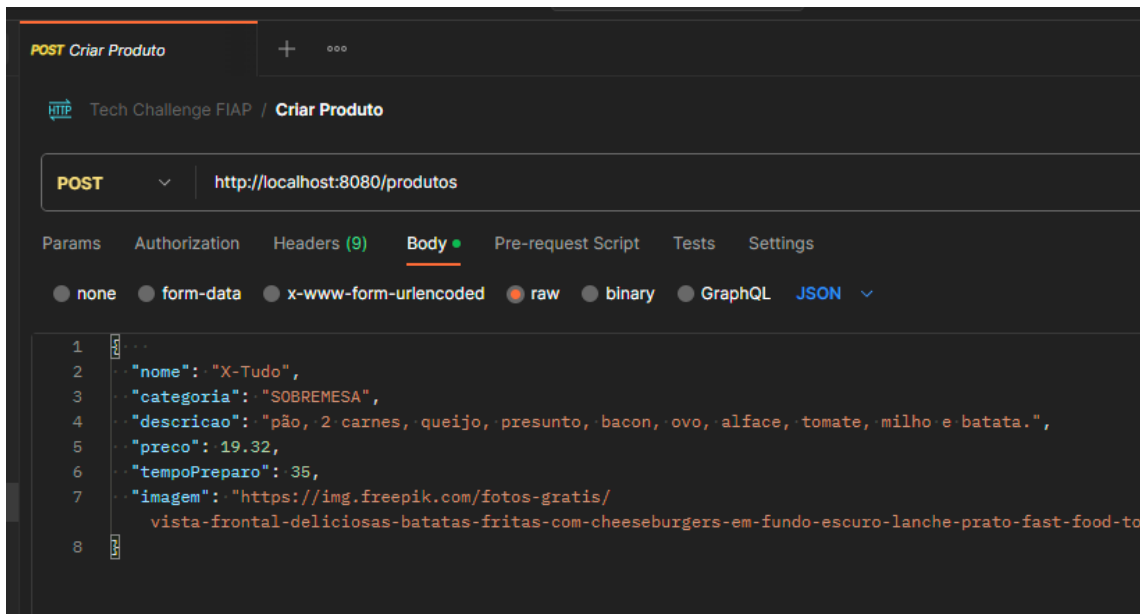 POST Criar Produto
HTTP Tech Challenge FIAP / Criar Produto
POST http://localhost:8080/produtos
Params Authorization Headers (9) Body Pre-request Script Tests Settings
none form-data x-www-form-urlencoded raw binary GraphQL JSON
1 {
2 "nome": "X-Tudo",
3 "categoria": "SOBREMESA",
4 "descricao": "pão, 2 carnes, queijo, presunto, bacon, ovo, alface, tomate, milho e batata.",
5 "preco": 19.32,
6 "tempoPreparo": 35,
7 "imagem": "https://img.freepik.com/fotos-gratis/
vista-frontal-deliciosas-batatas-fritas-com-cheeseburgers-em-fundo-escuro-lanche-prato-fast-food-to
8 }